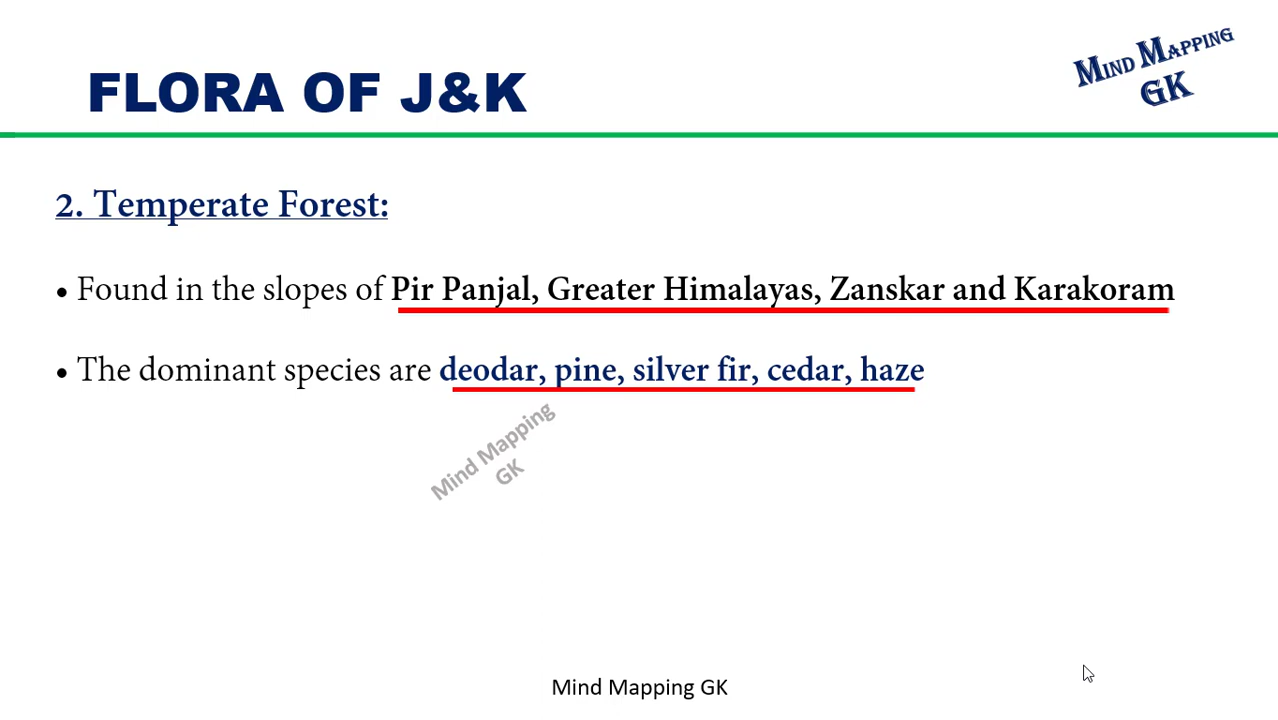 FLORA OF J&K
MIND MAPPING
GK
2. Temperate Forest:
• Found in the slopes of Pir Panjal, Greater Himalayas, Zanskar and Karakoram
• The dominant species are deodar, pine, silver fir, cedar, haze
Mind Mapping
GK
Mind Mapping GK